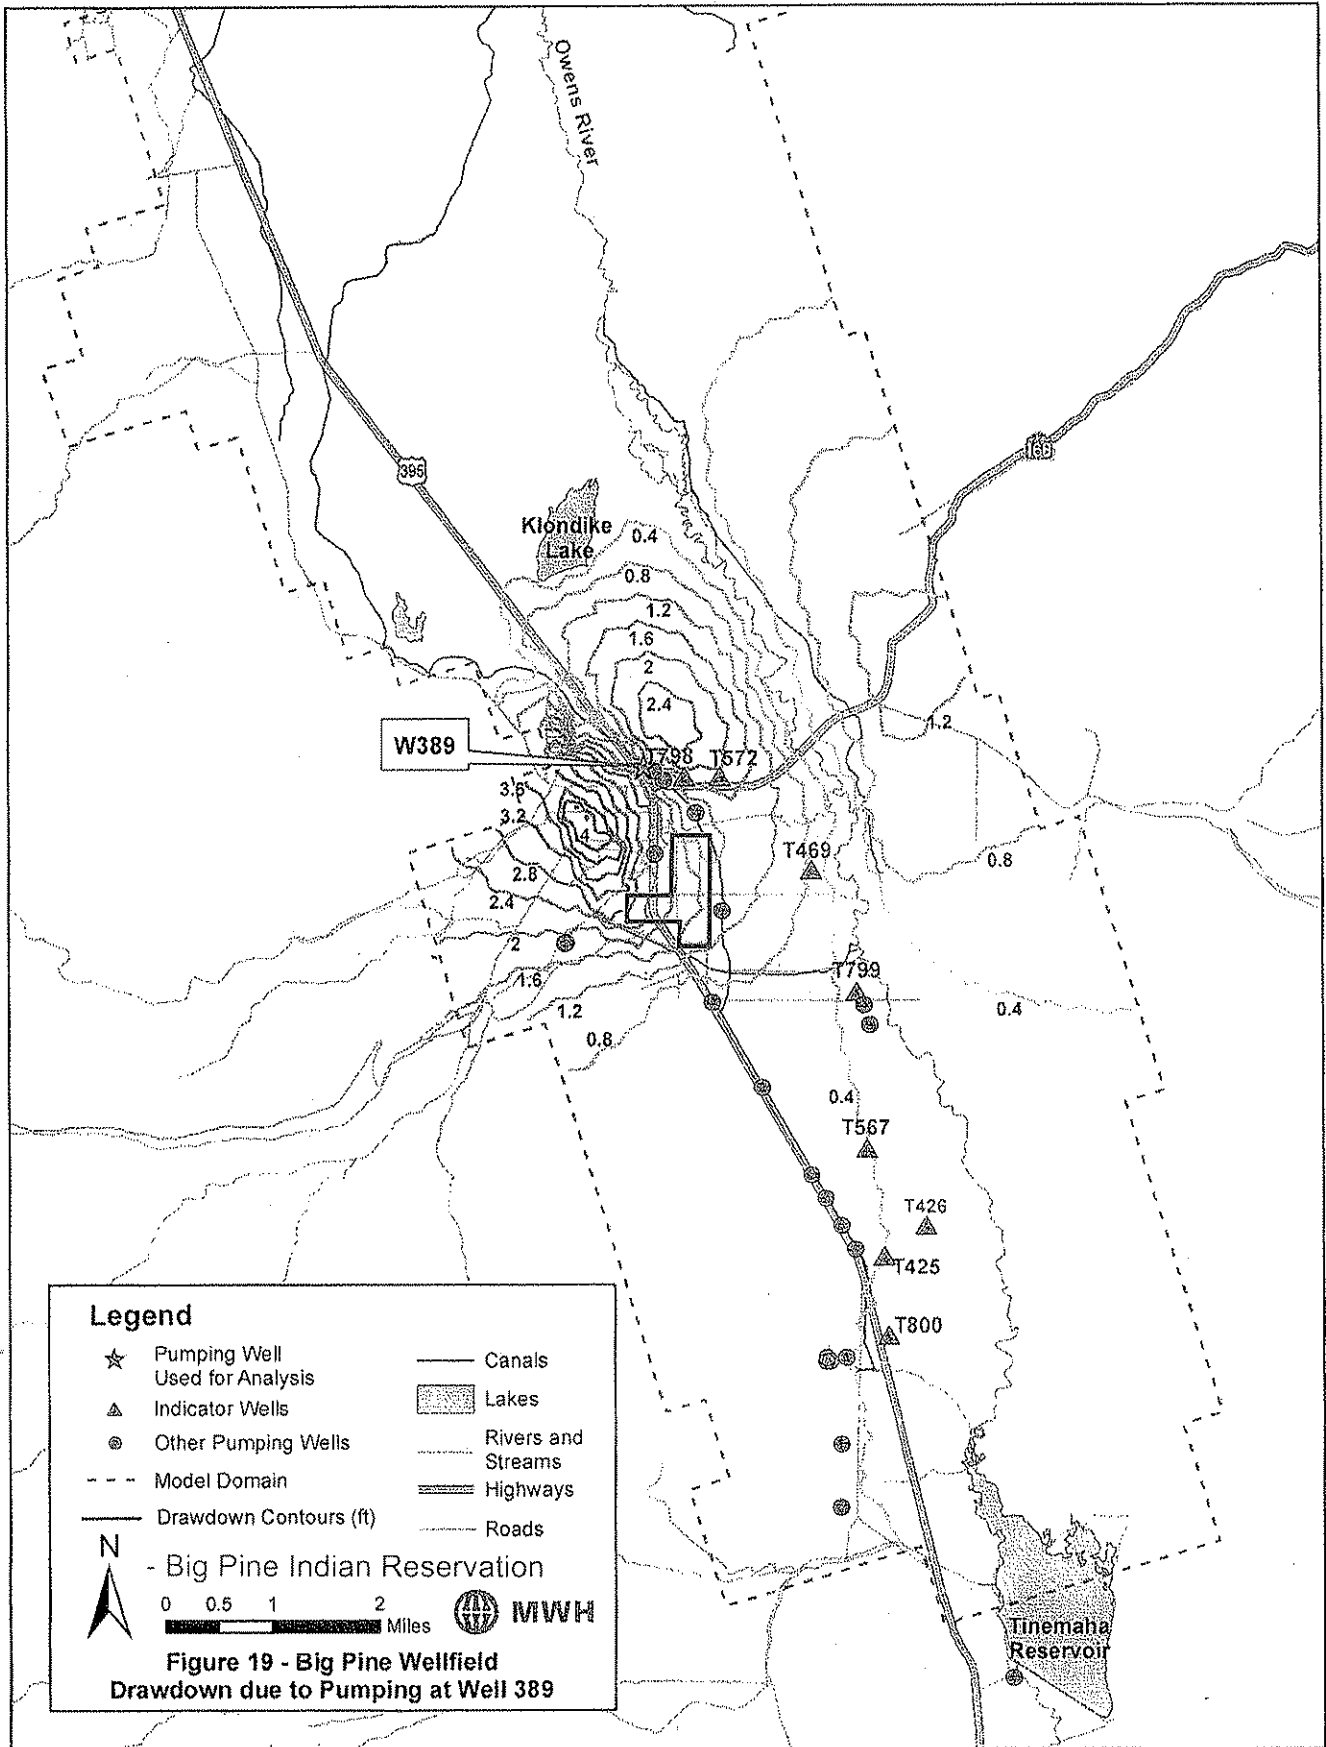 Owens River
395
168
Klondike
Lake
0.4
0.8
1.2
1.6
2
2.4
W389
T798
T572
1.2
3.6
3.2
4
2.8
2.4
2
1.6
1.2
0.8
T469
0.8
T799
0.4
0.4
T567
T426
T425
T800
Legend
Pumping Well
Used for Analysis
Indicator Wells
Other Pumping Wells
Model Domain
Drawdown Contours (ft)
Canals
Lakes
Rivers and
Streams
Highways
Roads
N
- Big Pine Indian Reservation
0 0.5 1 2
Miles
MWH
Figure 19 - Big Pine Wellfield
Drawdown due to Pumping at Well 389
Tinemaha
Reservoir